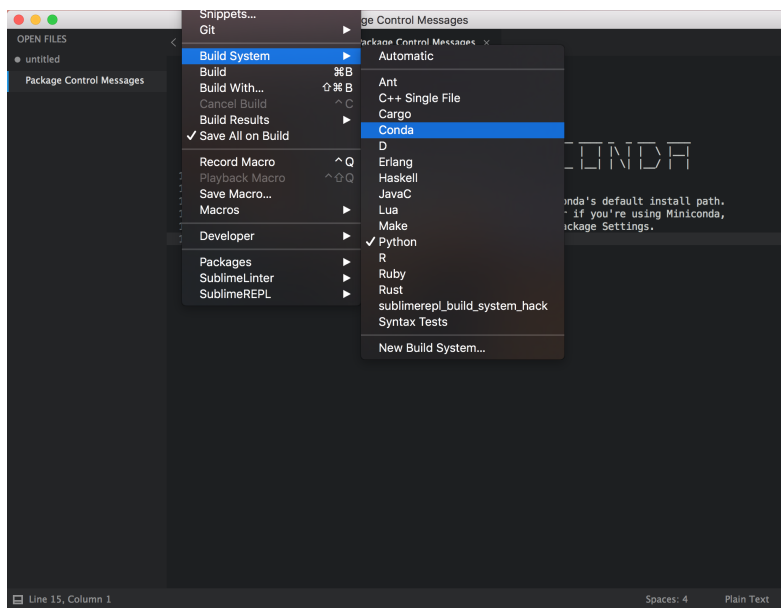 ge Control Messages
OPEN FILES
untitled
Package Control Messages
Package Control Messages ×
Snippets...
Git
Build System
Build ⌘B
Build With... ⇧⌘B
Cancel Build ^C
Build Results
✓ Save All on Build
Record Macro ^Q
Playback Macro ^⇧Q
Save Macro...
Macros
Developer
Packages
SublimeLinter
SublimeREPL
Automatic
Ant
C++ Single File
Cargo
Conda
D
Erlang
Haskell
JavaC
Lua
Make
✓ Python
R
Ruby
Rust
sublimerepl_build_system_hack
Syntax Tests
New Build System...
CONDA
onda's default install path.
r if you're using Miniconda,
ackage Settings.
Line 15, Column 1
Spaces: 4
Plain Text